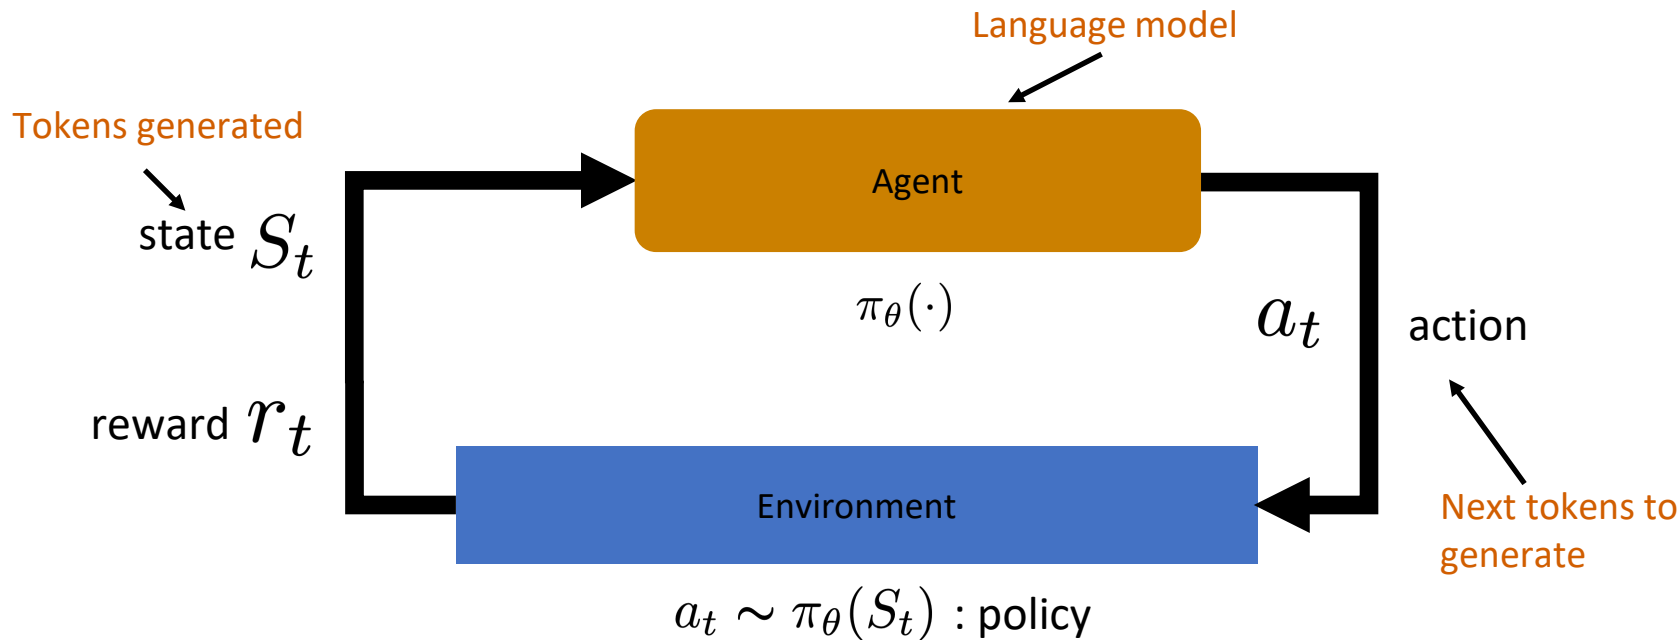 Language model
Tokens generated
Agent
state $S_t$
$\pi_\theta(\cdot)$
$a_t$ action
reward $r_t$
Environment
Next tokens to
generate
$a_t \sim \pi_\theta(S_t)$ : policy